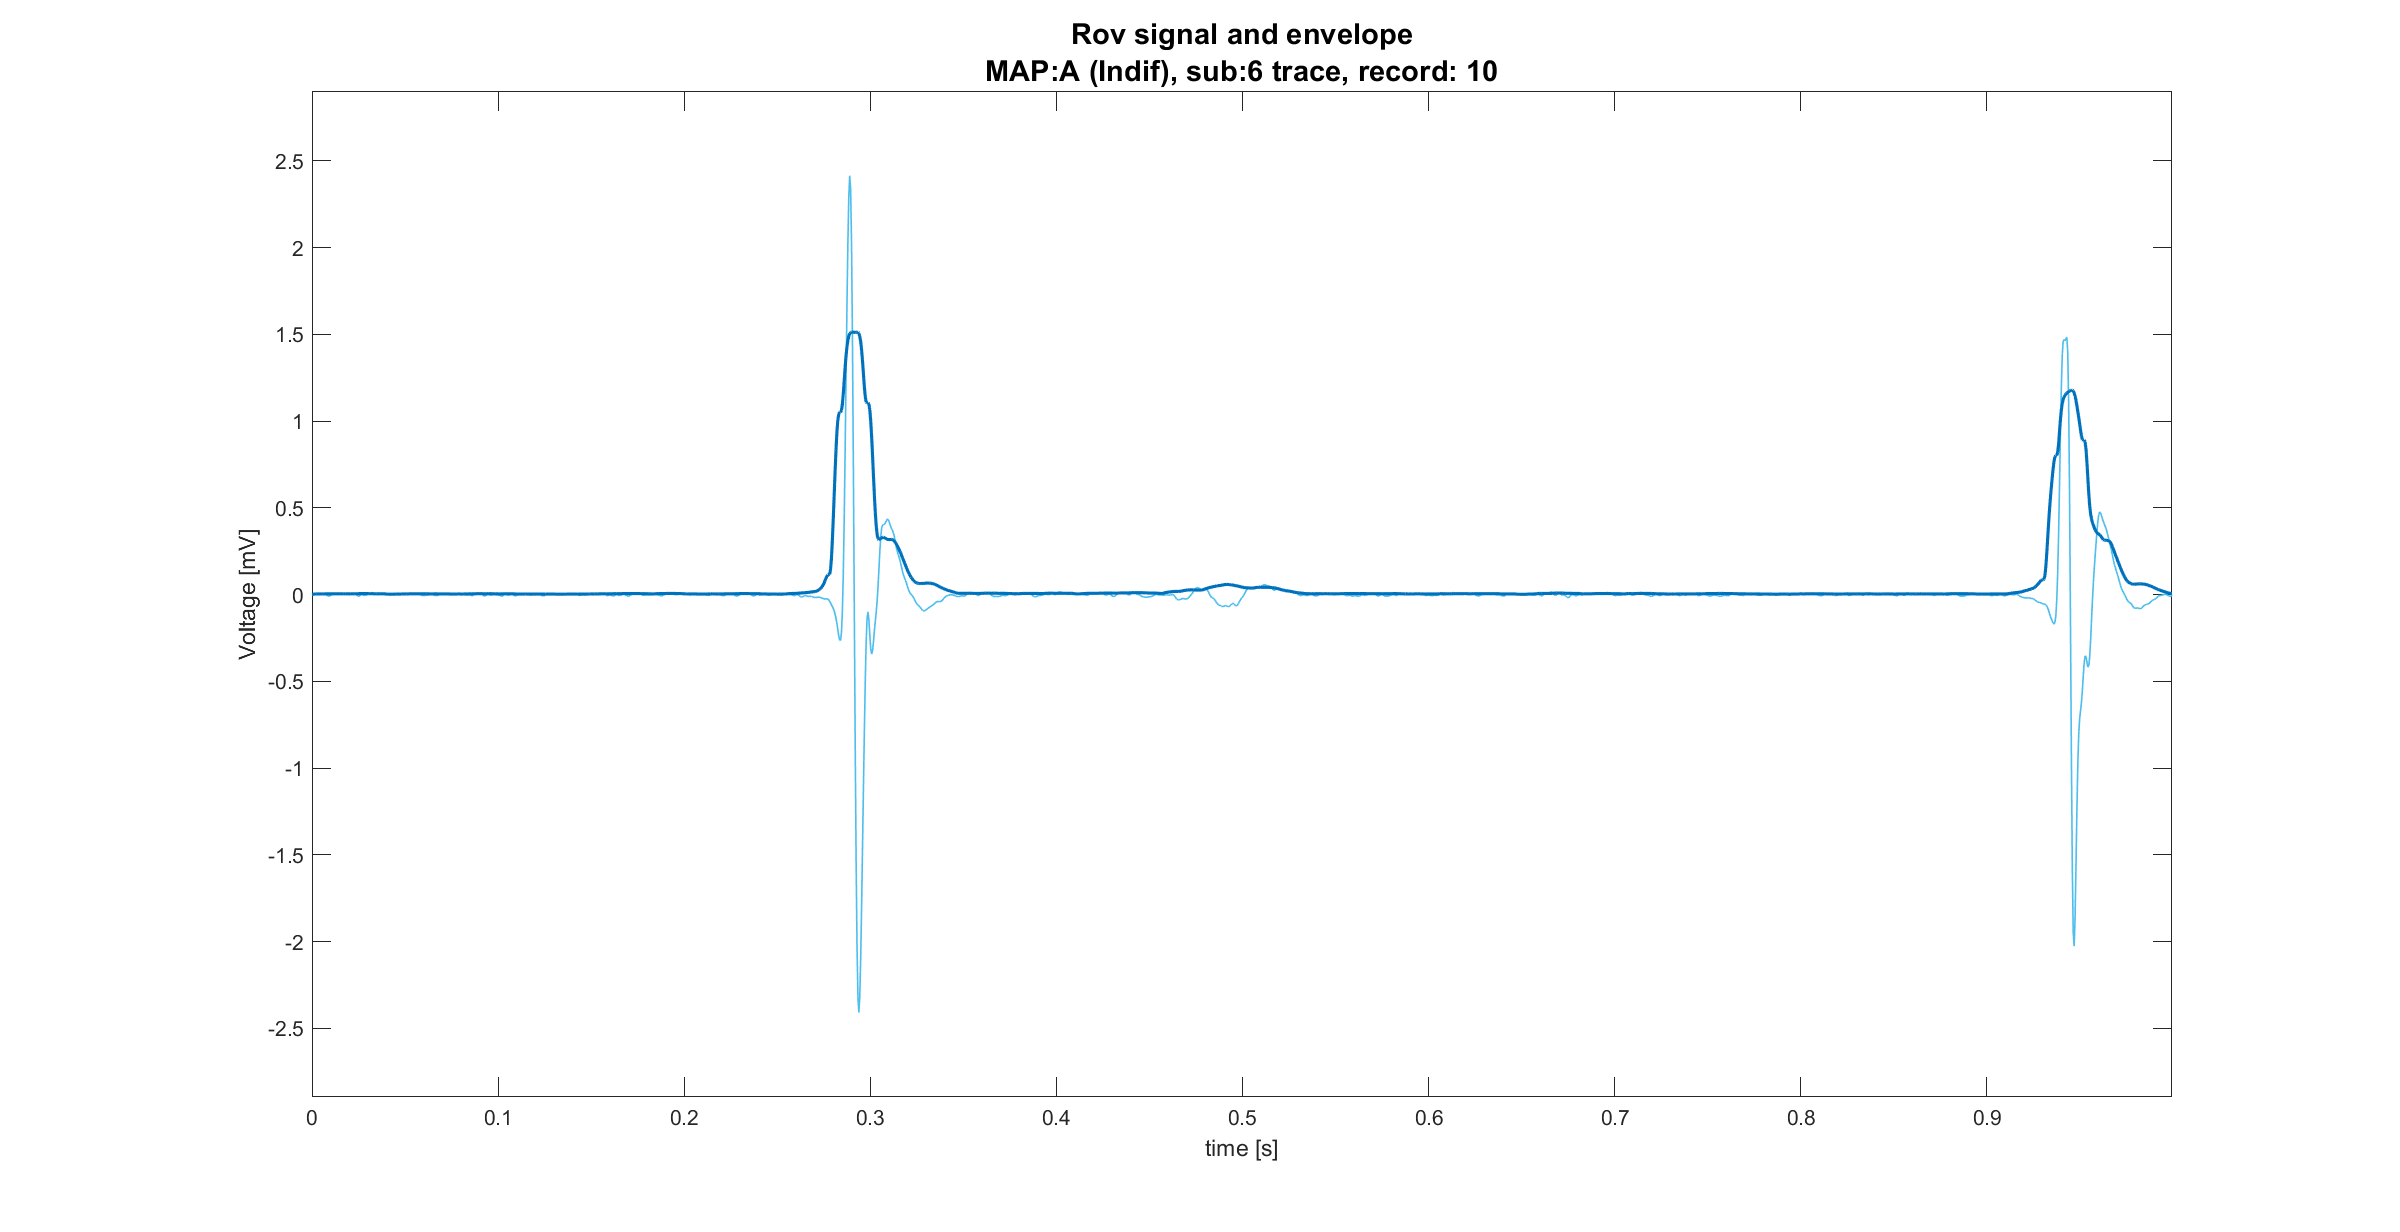 Rov signal and envelope
MAP:A (Indif), sub:6 trace, record: 10
2.5
2
1.5
1
0.5
0
-0.5
-1
-1.5
-2
-2.5
Voltage [mV]
0 0.1 0.2 0.3 0.4 0.5 0.6 0.7 0.8 0.9
time [s]